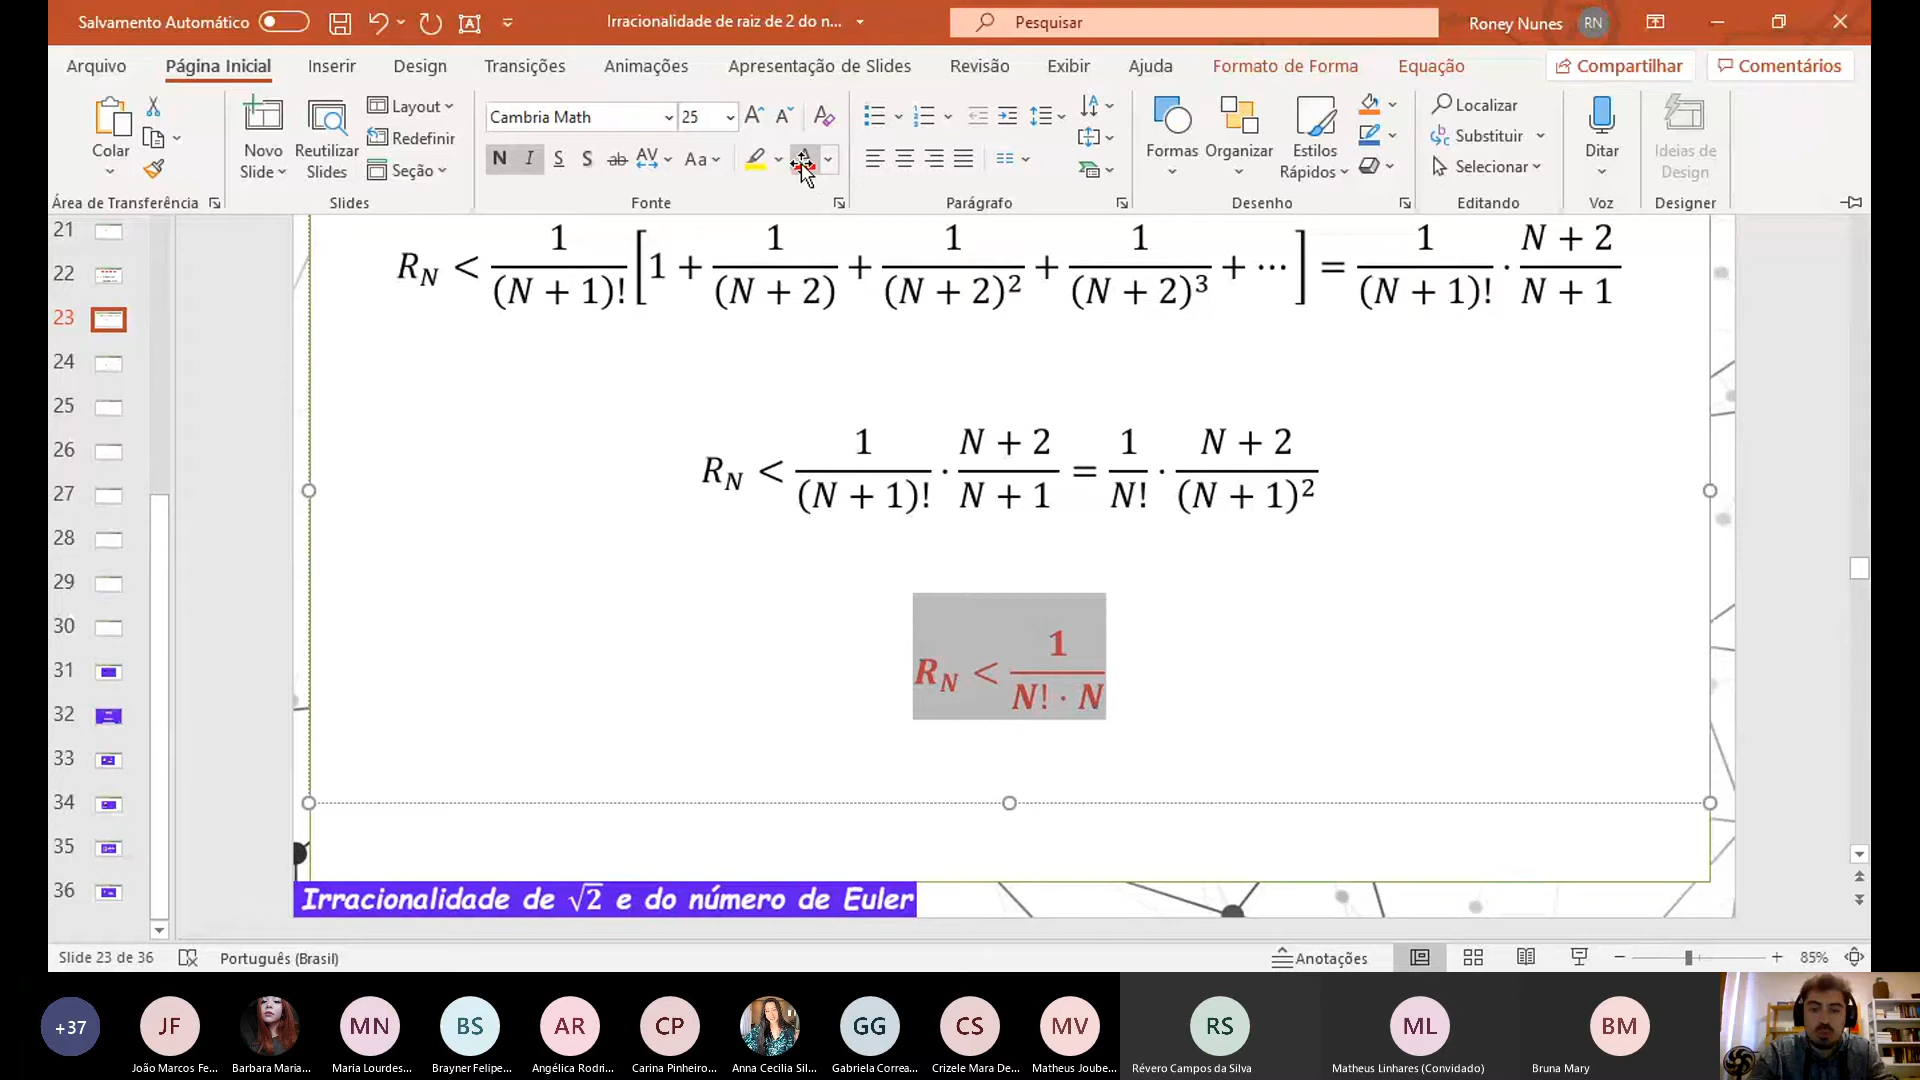 Salvamento Automático
Irracionalidade de raiz de 2 do n...
Pesquisar
Roney Nunes
RN
Arquivo
Página Inicial
Inserir
Design
Transições
Animações
Apresentação de Slides
Revisão
Exibir
Ajuda
Formato de Forma
Equação
Compartilhar
Comentários
Colar
Novo Slide
Reutilizar Slides
Layout
Redefinir
Seção
Cambria Math
25
N I S S ab AV Aa
Formas
Organizar
Estilos Rápidos
Localizar
Substituir
Selecionar
Ditar
Ideias de Design
Área de Transferência
Slides
Fonte
Parágrafo
Desenho
Editando
Voz
Designer
21
22
23
24
25
26
27
28
29
30
31
32
33
34
35
36
R_N < 1/(N + 1)! [1 + 1/(N + 2) + 1/(N + 2)² + 1/(N + 2)³ + ⋯] = 1/(N + 1)! · (N + 2)/(N + 1)
R_N < 1/(N + 1)! · (N + 2)/(N + 1) = 1/N! · (N + 2)/(N + 1)²
R_N < 1/(N! · N)
Irracionalidade de √2 e do número de Euler
Slide 23 de 36
Português (Brasil)
Anotações
85%
+37
JF
MN
BS
AR
CP
GG
CS
MV
RS
ML
BM
João Marcos Fe...
Barbara Maria...
Maria Lourdes...
Brayner Felipe...
Angélica Rodri...
Carina Pinheiro...
Anna Cecilia Sil...
Gabriela Correa...
Crizele Mara De...
Matheus Joube...
Révero Campos da Silva
Matheus Linhares (Convidado)
Bruna Mary